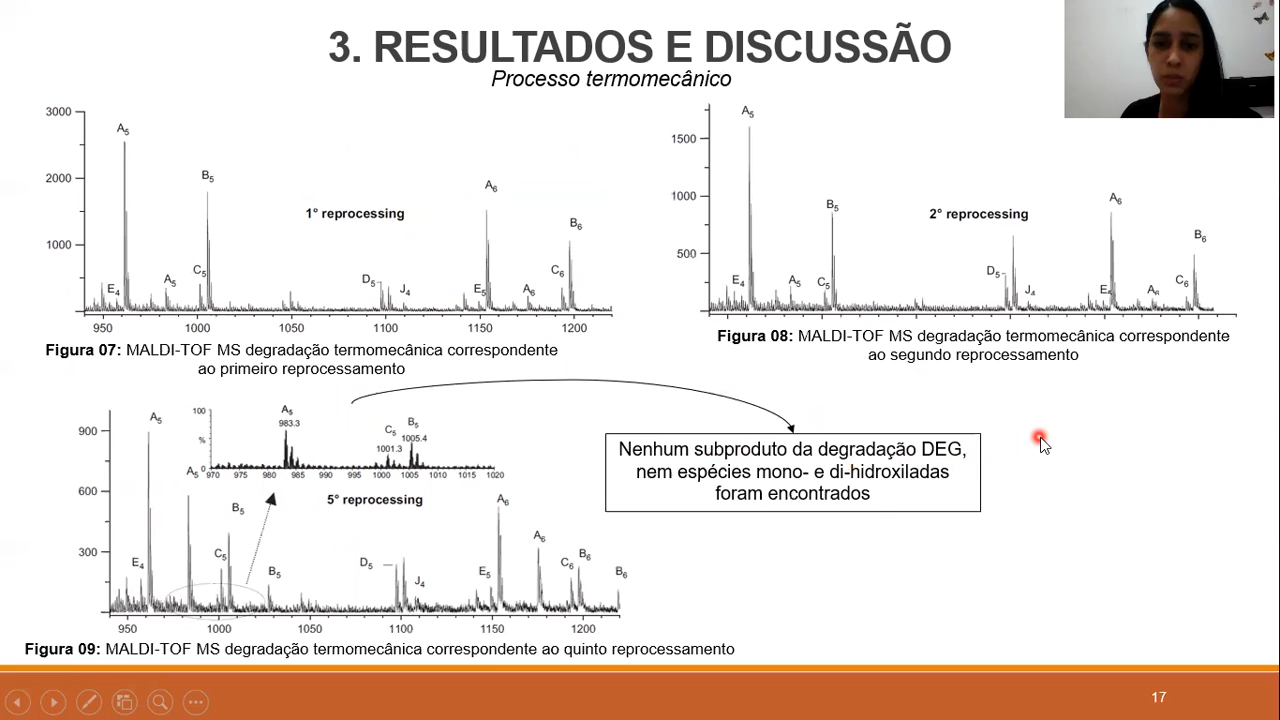 3. RESULTADOS E DISCUSSÃO
Processo termomecânico
3000
2000
1000
A5
B5
1° reprocessing
A6
B6
E4
A5
C5
D5
J4
E5
A6
C6
950
1000
1050
1100
1150
1200
Figura 07: MALDI-TOF MS degradação termomecânica correspondente
ao primeiro reprocessamento
1500
1000
500
A5
B5
2° reprocessing
A6
B6
E4
A5
C5
D5
J4
E
A6
C6
Figura 08: MALDI-TOF MS degradação termomecânica correspondente
ao segundo reprocessamento
900
600
300
A5
100
%
0
A5
983.3
C5
1001.3
B5
1005.4
970
975
980
985
990
995
1000
1005
1010
1015
1020
A5
5° reprocessing
B5
E4
C5
B5
D5
J4
E5
A6
A6
C6
B6
B6
950
1000
1050
1100
1150
1200
Nenhum subproduto da degradação DEG,
nem espécies mono- e di-hidroxiladas
foram encontrados
Figura 09: MALDI-TOF MS degradação termomecânica correspondente ao quinto reprocessamento
17